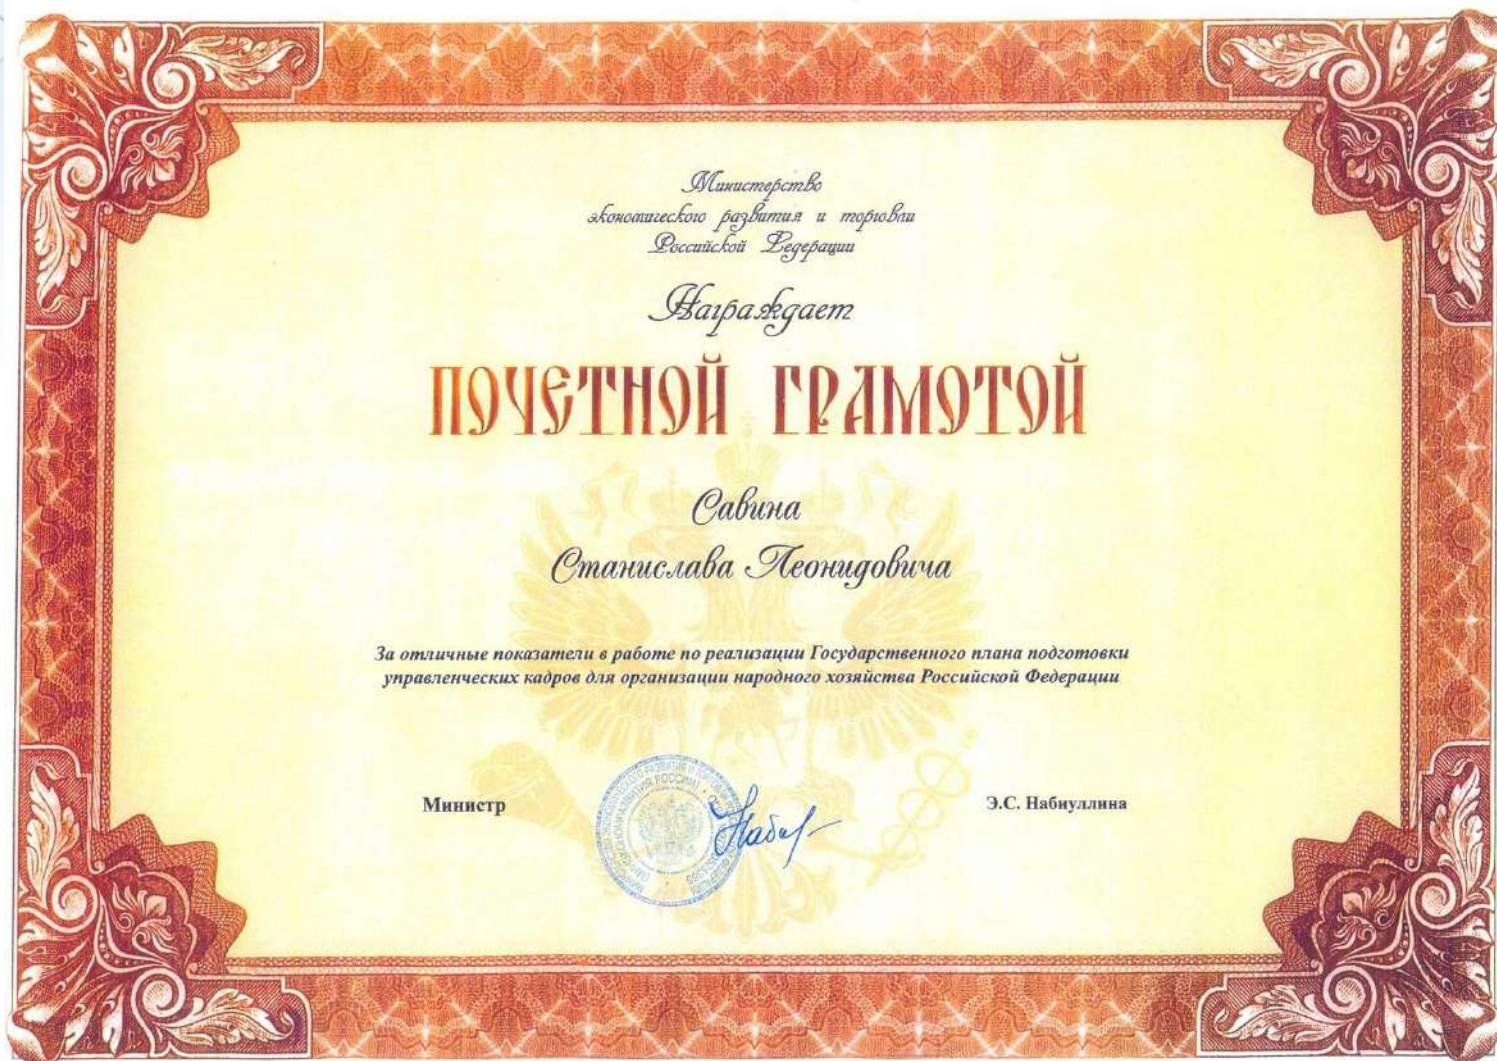 Министерство
экономического развития и торговли
Российской Федерации
Награждает
ПОЧЕТНОЙ ГРАМОТОЙ
Савина
Станислава Леонидовича
За отличные показатели в работе по реализации Государственного плана подготовки
управленческих кадров для организации народного хозяйства Российской Федерации
Министр
Э.С. Набиуллина